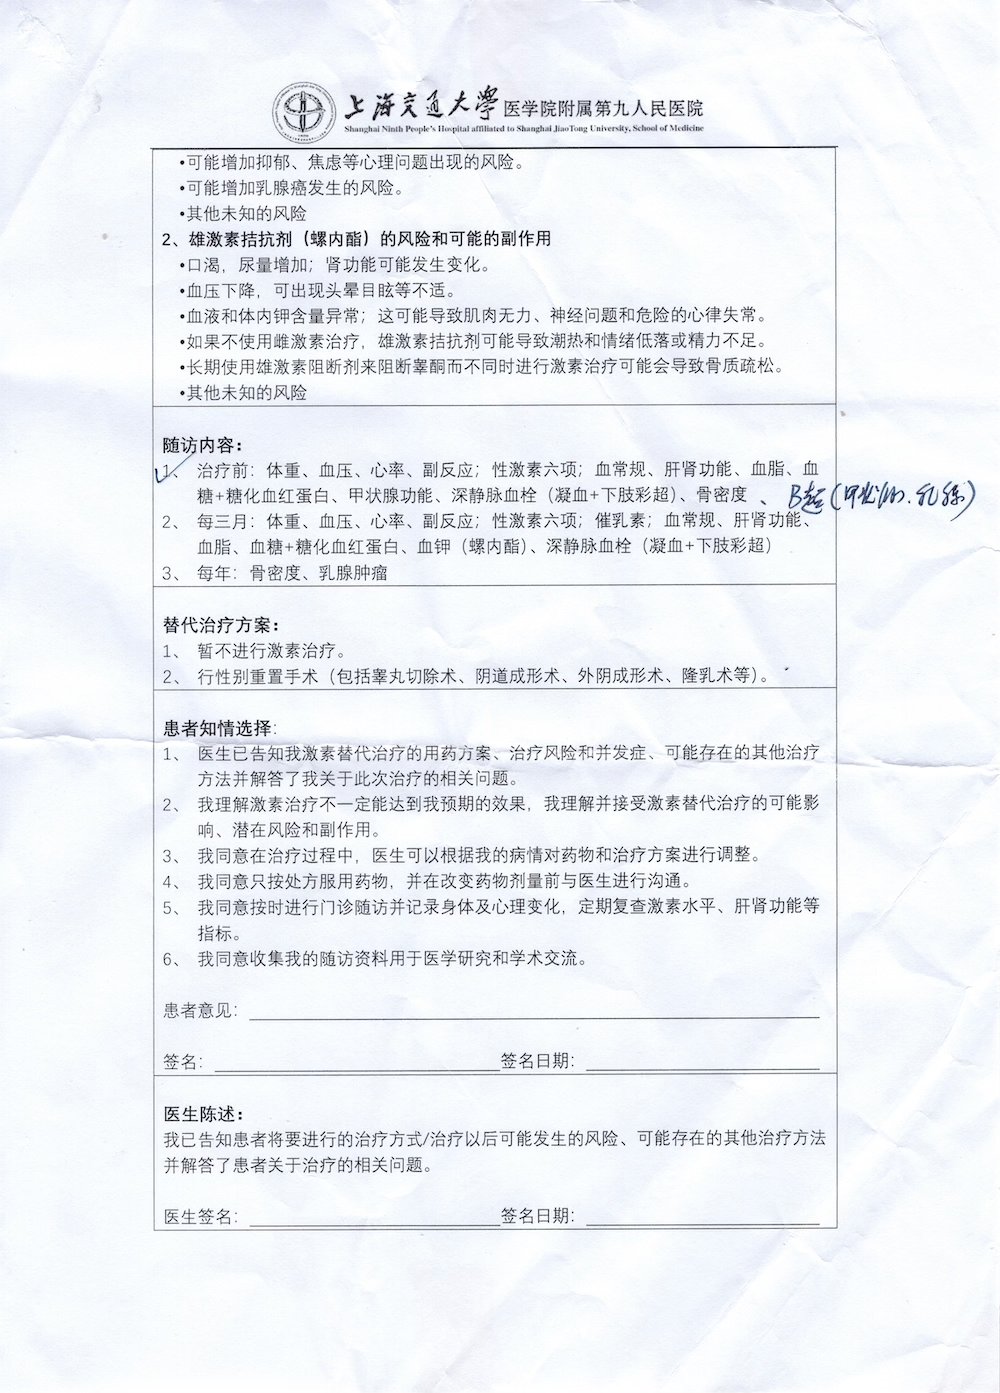 上海交通大学医学院附属第九人民医院
Shanghai Ninth People's Hospital affiliated to Shanghai JiaoTong University, School of Medicine
•可能增加抑郁、焦虑等心理问题出现的风险。
•可能增加乳腺癌发生的风险。
•其他未知的风险
2、雄激素拮抗剂（螺内酯）的风险和可能的副作用
•口渴，尿量增加；肾功能可能发生变化。
•血压下降，可出现头晕目眩等不适。
•血液和体内钾含量异常；这可能导致肌肉无力、神经问题和危险的心律失常。
•如果不使用雌激素治疗，雄激素拮抗剂可能导致潮热和情绪低落或精力不足。
•长期使用雄激素阻断剂来阻断睾酮而不同时进行激素治疗可能会导致骨质疏松。
•其他未知的风险
随访内容：
1、 治疗前：体重、血压、心率、副反应；性激素六项；血常规、肝肾功能、血脂、血
糖+糖化血红蛋白、甲状腺功能、深静脉血栓（凝血+下肢彩超）、骨密度 、B超(甲状腺、乳腺)
2、 每三月：体重、血压、心率、副反应；性激素六项；催乳素；血常规、肝肾功能、
血脂、血糖+糖化血红蛋白、血钾（螺内酯）、深静脉血栓（凝血+下肢彩超）
3、 每年：骨密度、乳腺肿瘤
替代治疗方案：
1、 暂不进行激素治疗。
2、 行性别重置手术（包括睾丸切除术、阴道成形术、外阴成形术、隆乳术等）。
患者知情选择：
1、 医生已告知我激素替代治疗的用药方案、治疗风险和并发症、可能存在的其他治疗
方法并解答了我关于此次治疗的相关问题。
2、 我理解激素治疗不一定能达到我预期的效果，我理解并接受激素替代治疗的可能影
响、潜在风险和副作用。
3、 我同意在治疗过程中，医生可以根据我的病情对药物和治疗方案进行调整。
4、 我同意只按处方服用药物，并在改变药物剂量前与医生进行沟通。
5、 我同意按时进行门诊随访并记录身体及心理变化，定期复查激素水平、肝肾功能等
指标。
6、 我同意收集我的随访资料用于医学研究和学术交流。
患者意见：
签名： 签名日期：
医生陈述：
我已告知患者将要进行的治疗方式/治疗以后可能发生的风险、可能存在的其他治疗方法
并解答了患者关于治疗的相关问题。
医生签名： 签名日期：